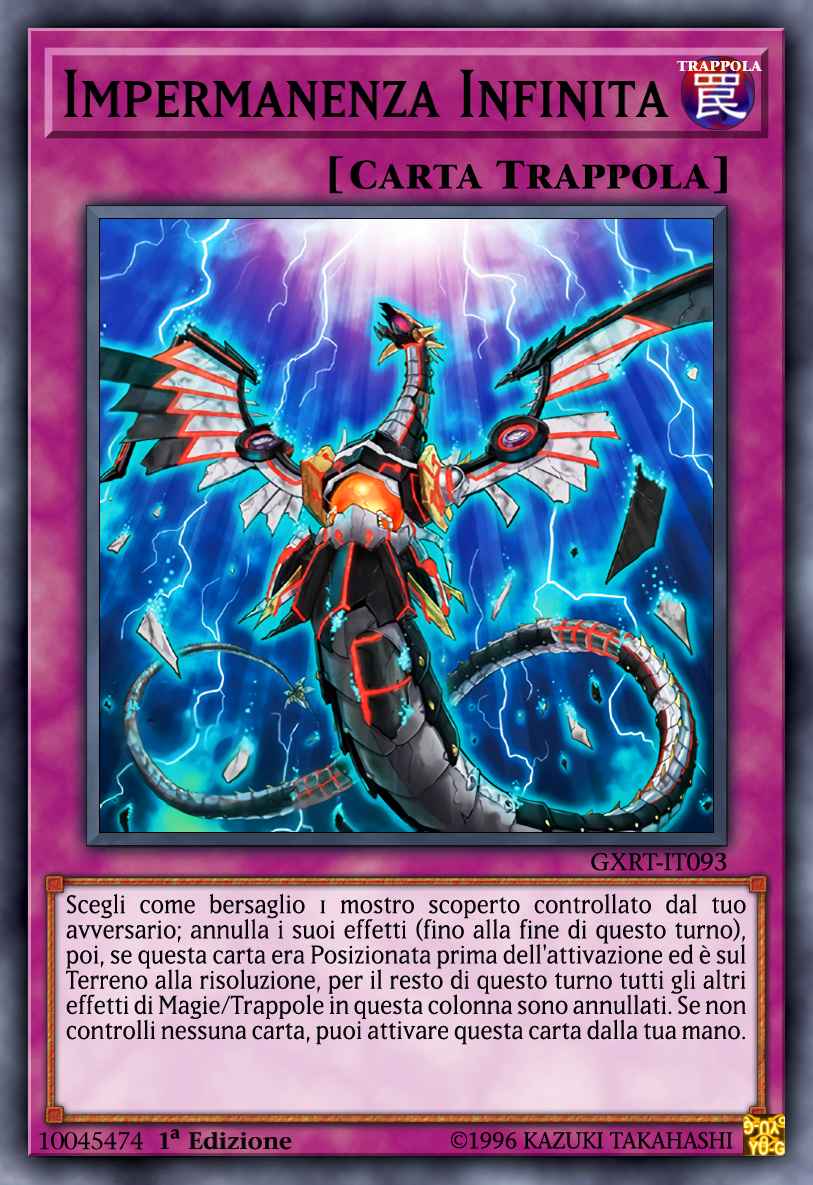 IMPERMANENZA INFINITA
TRAPPOLA
罠
[CARTA TRAPPOLA]
GXRT-IT093
Scegli come bersaglio 1 mostro scoperto controllato dal tuo
avversario; annulla i suoi effetti (fino alla fine di questo turno),
poi, se questa carta era Posizionata prima dell'attivazione ed è sul
Terreno alla risoluzione, per il resto di questo turno tutti gli altri
effetti di Magie/Trappole in questa colonna sono annullati. Se non
controlli nessuna carta, puoi attivare questa carta dalla tua mano.
10045474 1ª Edizione
©1996 KAZUKI TAKAHASHI